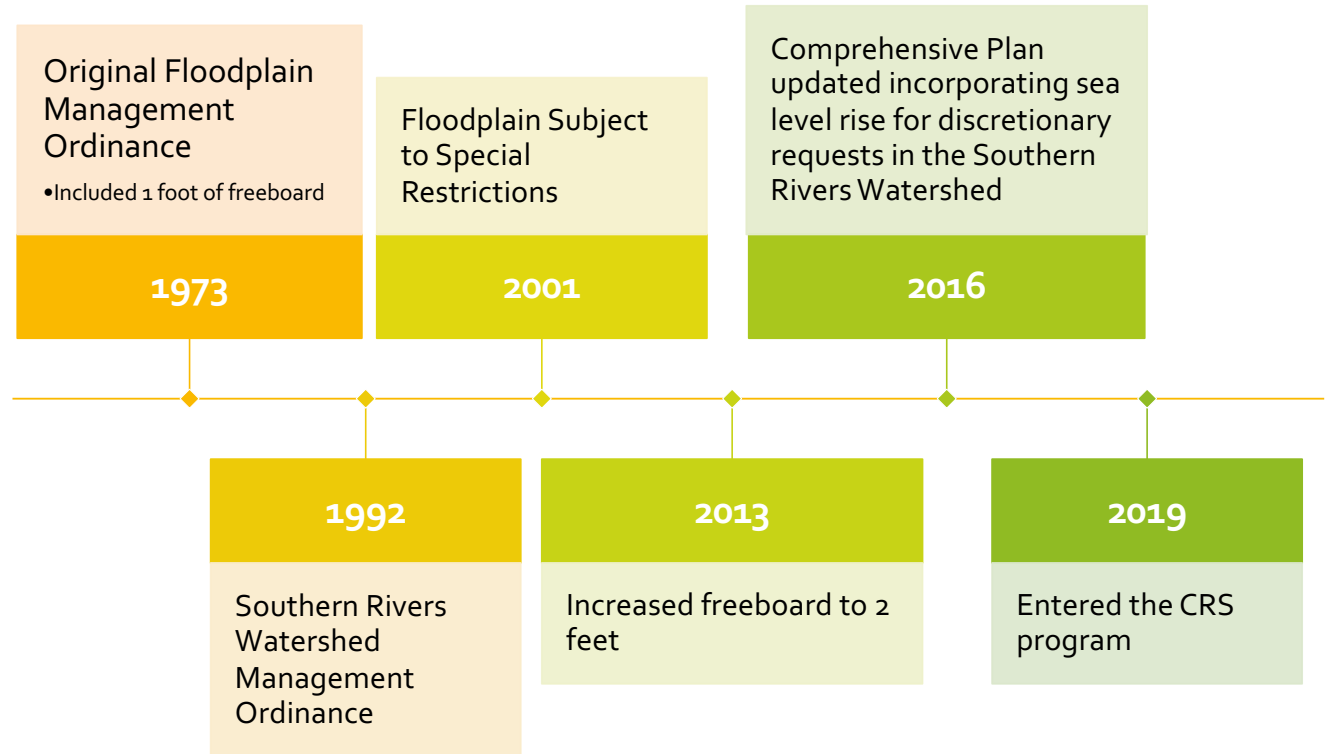 Original Floodplain
Management
Ordinance
•Included 1 foot of freeboard
1973
Southern Rivers
Watershed
Management
Ordinance
1992
Floodplain Subject
to Special
Restrictions
2001
Increased freeboard to 2
feet
2013
Comprehensive Plan
updated incorporating sea
level rise for discretionary
requests in the Southern
Rivers Watershed
2016
Entered the CRS
program
2019